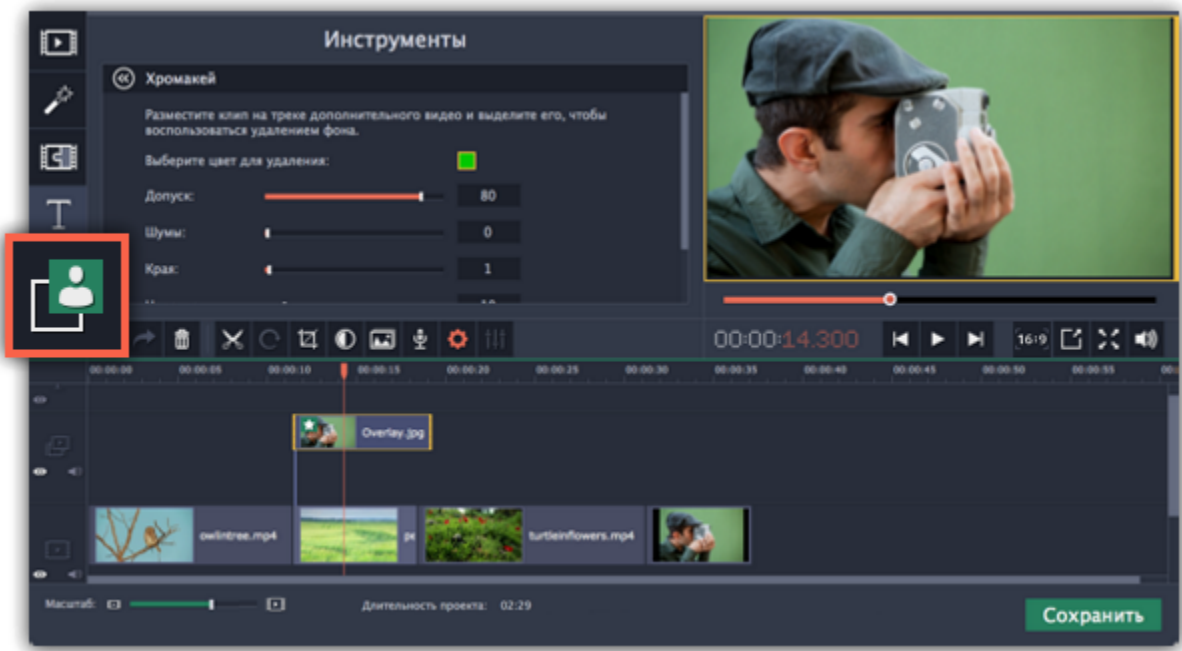 Инструменты
Хромакей
Разместите клип на треке дополнительного видео и выделите его, чтобы
воспользоваться удалением фона.
Выберите цвет для удаления:
Допуск:
80
Шумы:
0
Края:
1
T
00:00:14.300
16:9
00:00:00 00:00:05 00:00:10 00:00:15 00:00:20 00:00:25 00:00:30 00:00:35 00:00:40 00:00:45 00:00:50 00:00:55
Overlay.jpg
owlintree.mp4
turtleinflowers.mp4
Масштаб:
Длительность проекта: 02:29
Сохранить